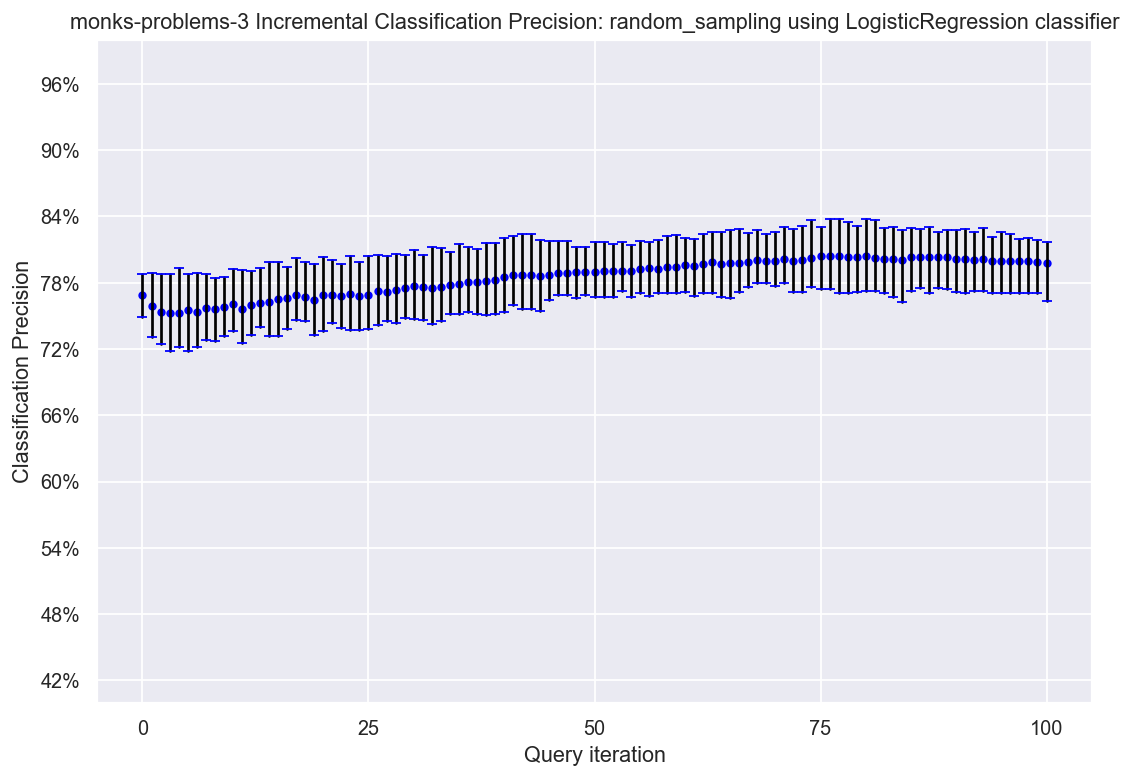 monks-problems-3 Incremental Classification Precision: random_sampling using LogisticRegression classifier
96%
90%
84%
78%
72%
66%
60%
54%
48%
42%
Classification Precision
0 25 50 75 100
Query iteration